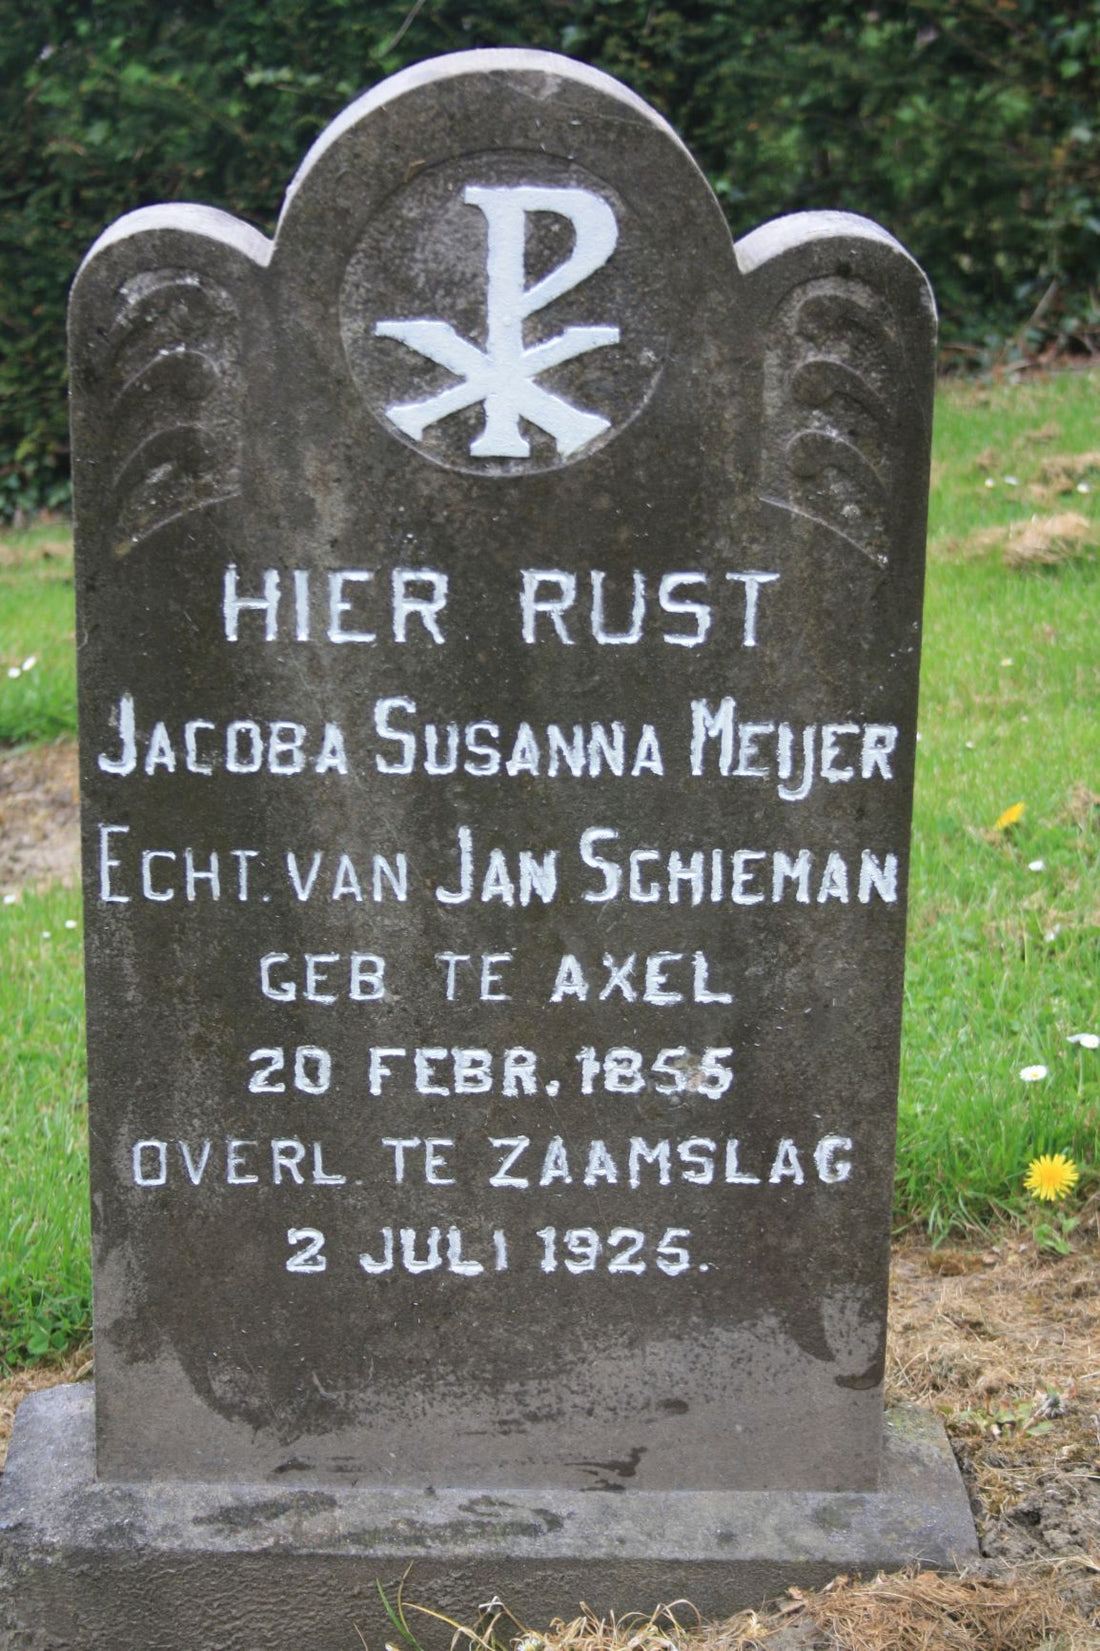 HIER RUST
JACOBA SUSANNA MEIJER
ECHT. VAN JAN SCHIEMAN
GEB TE AXEL
20 FEBR. 1855
OVERL. TE ZAAMSLAG
2 JULI 1925.